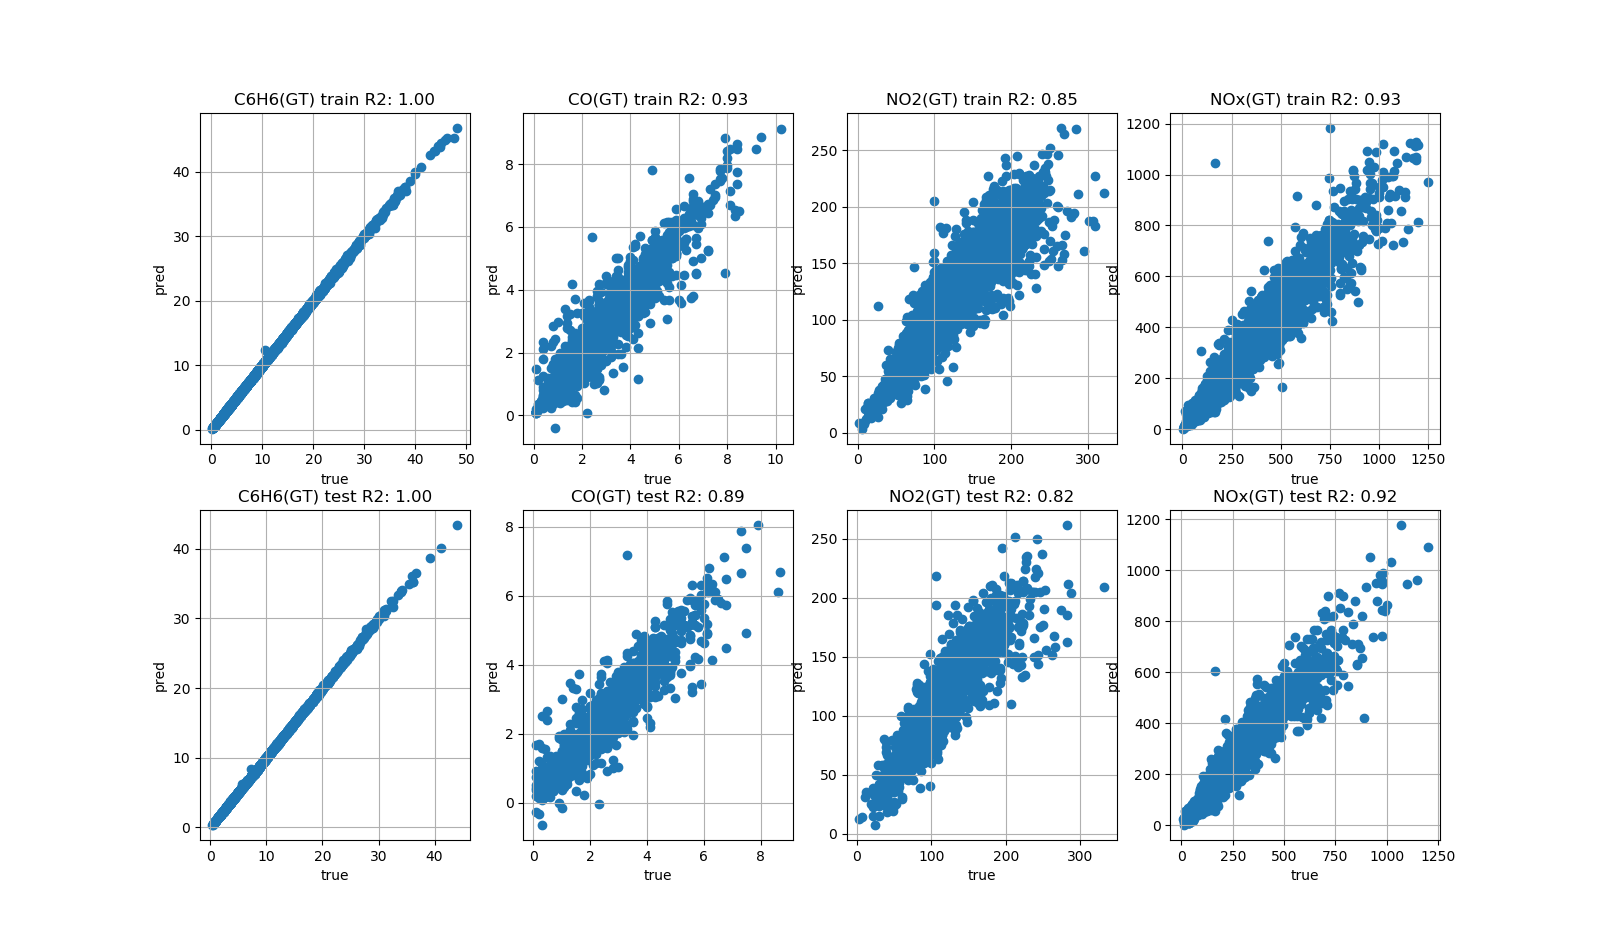 C6H6(GT) train R2: 1.00
CO(GT) train R2: 0.93
NO2(GT) train R2: 0.85
NOx(GT) train R2: 0.93
pred
40
30
20
10
0
0 10 20 30 40 50
true
pred
8
6
4
2
0
0 2 4 6 8 10
true
pred
250
200
150
100
50
0
0 100 200 300
true
pred
1200
1000
800
600
400
200
0
0 250 500 750 1000 1250
true
C6H6(GT) test R2: 1.00
CO(GT) test R2: 0.89
NO2(GT) test R2: 0.82
NOx(GT) test R2: 0.92
pred
40
30
20
10
0
0 10 20 30 40
true
pred
8
6
4
2
0
0 2 4 6 8
true
pred
250
200
150
100
50
0
0 100 200 300
true
pred
1200
1000
800
600
400
200
0
0 250 500 750 1000 1250
true